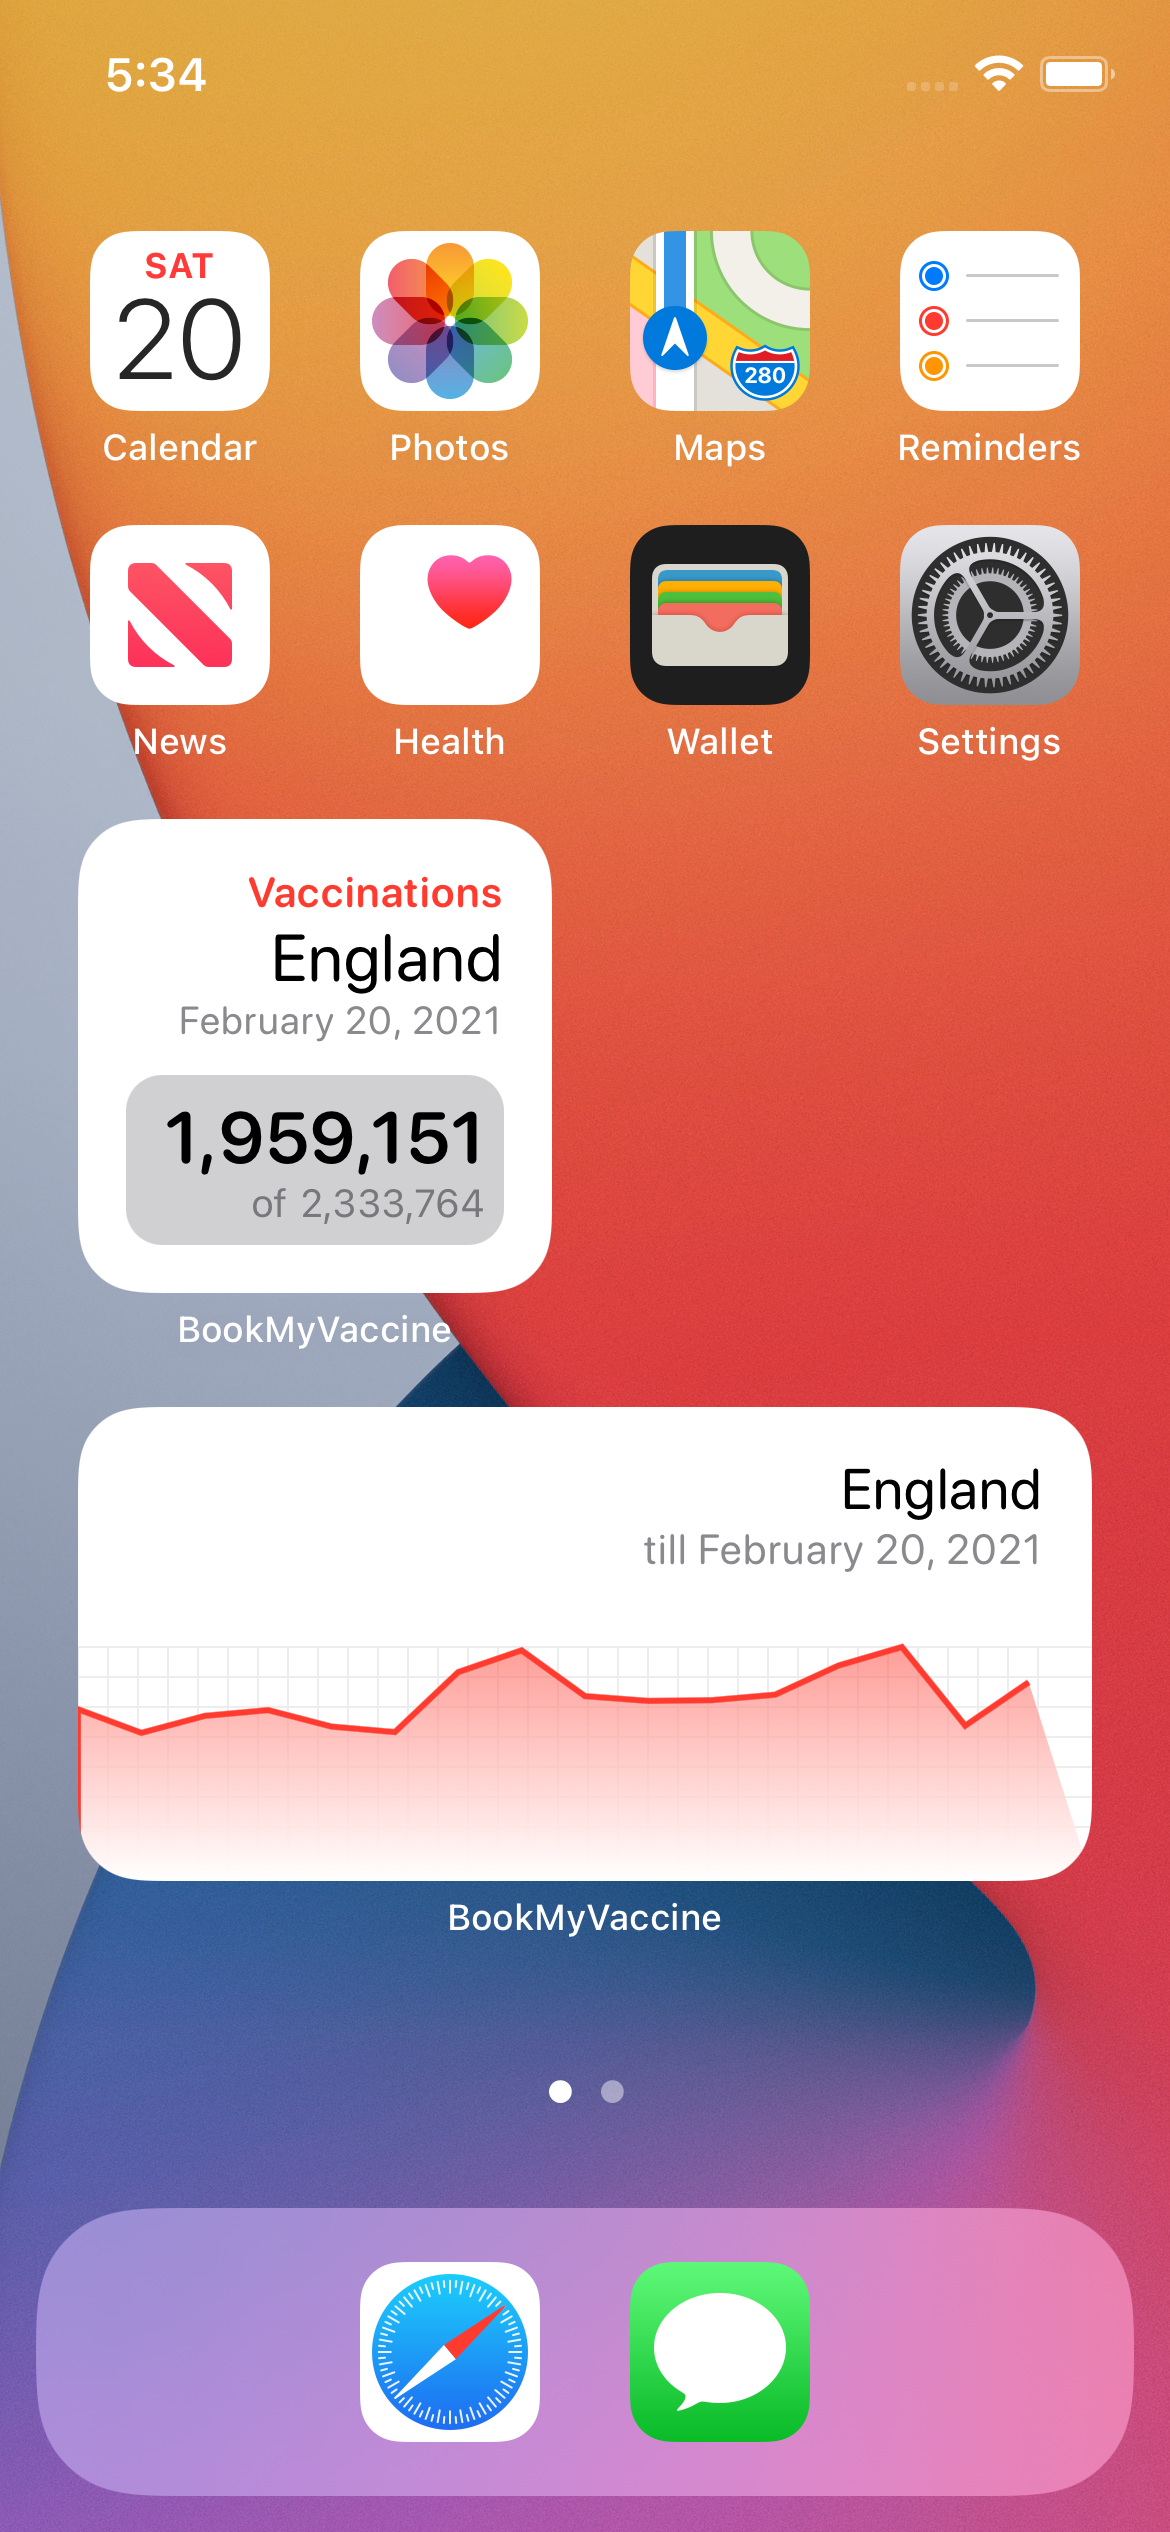 5:34
SAT
20
280
Calendar
Photos
Maps
Reminders
News
Health
Wallet
Settings
Vaccinations
England
February 20, 2021
1,959,151
of 2,333,764
BookMyVaccine
England
till February 20, 2021
BookMyVaccine